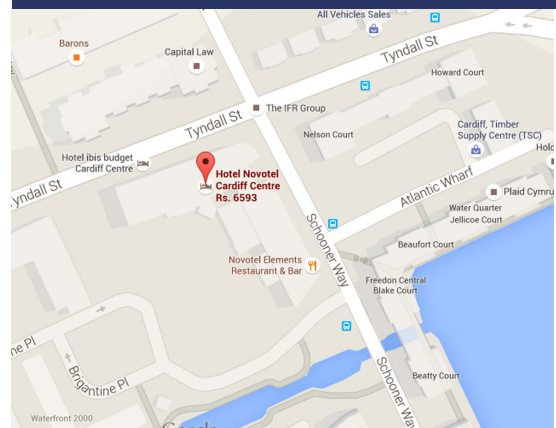 All Vehicles Sales
Barons
Capital Law
Tyndall St
Howard Court
The IFR Group
Tyndall St
Nelson Court
Cardiff, Timber
Supply Centre (TSC)
Hold
Hotel ibis budget
Cardiff Centre
Hotel Novotel
Cardiff Centre
Rs. 6593
yndall St
Atlantic Wharf
Plaid Cymru
Water Quarter
Jellicoe Court
Schooner Way
Beaufort Court
Novotel Elements
Restaurant & Bar
Freedon Central
Blake Court
ne Pl
Brigantine Pl
Beatty Court
Schooner Way
Waterfront 2000
Google